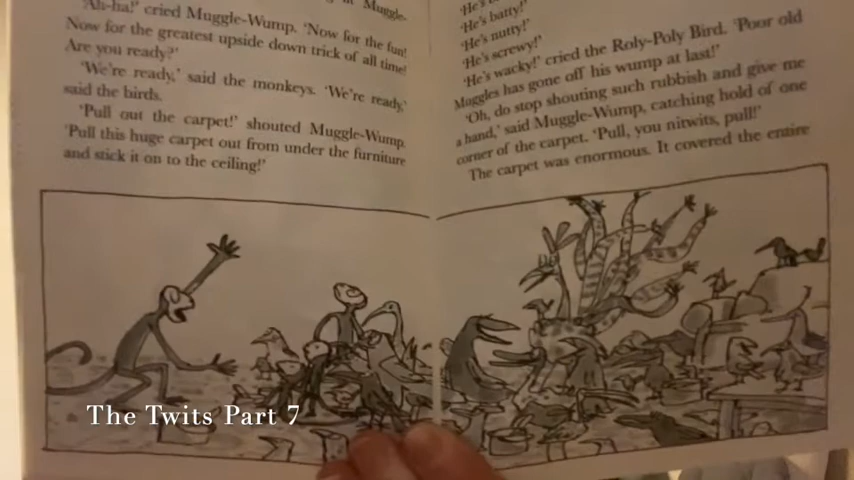 'Ah-ha!' cried Muggle-Wump. 'Now for the fun!
Now for the greatest upside down trick of all time!
Are you ready?'
'We're ready,' said the monkeys. 'We're ready,'
said the birds.
'Pull out the carpet!' shouted Muggle-Wump.
'Pull this huge carpet out from under the furniture
and stick it on to the ceiling!'
'He's batty!'
'He's nutty!'
'He's screwy!'
'He's wacky!' cried the Roly-Poly Bird. 'Poor old
Muggles has gone off his wump at last!'
'Oh, do stop shouting such rubbish and give me
a hand,' said Muggle-Wump, catching hold of one
corner of the carpet. 'Pull, you nitwits, pull!'
The carpet was enormous. It covered the entire
The Twits Part 7